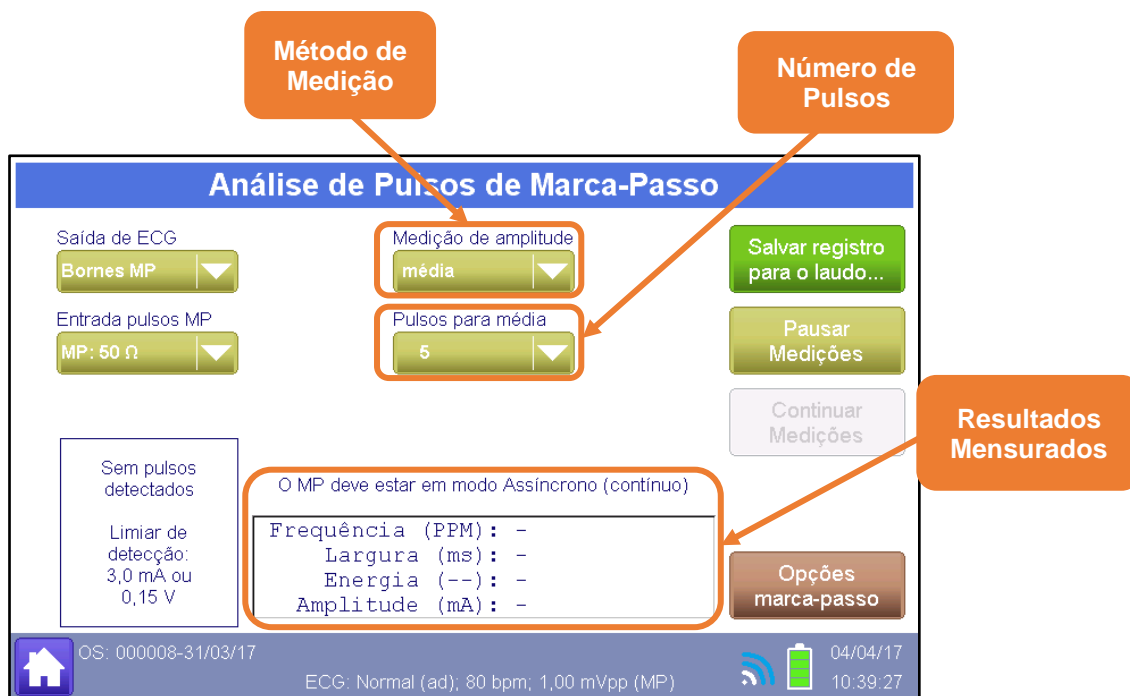 Método de
Medição
Número de
Pulsos
Análise de Pulsos de Marca-Passo
Saída de ECG
Bornes MP
Medição de amplitude
média
Salvar registro
para o laudo...
Entrada pulsos MP
MP: 50 Ω
Pulsos para média
5
Pausar
Medições
Continuar
Medições
Resultados
Mensurados
Sem pulsos
detectados
Limiar de
detecção:
3,0 mA ou
0,15 V
O MP deve estar em modo Assíncrono (contínuo)
Frequência (PPM): -
Largura (ms): -
Energia (--): -
Amplitude (mA): -
Opções
marca-passo
OS: 000008-31/03/17
ECG: Normal (ad); 80 bpm; 1,00 mVpp (MP)
04/04/17
10:39:27